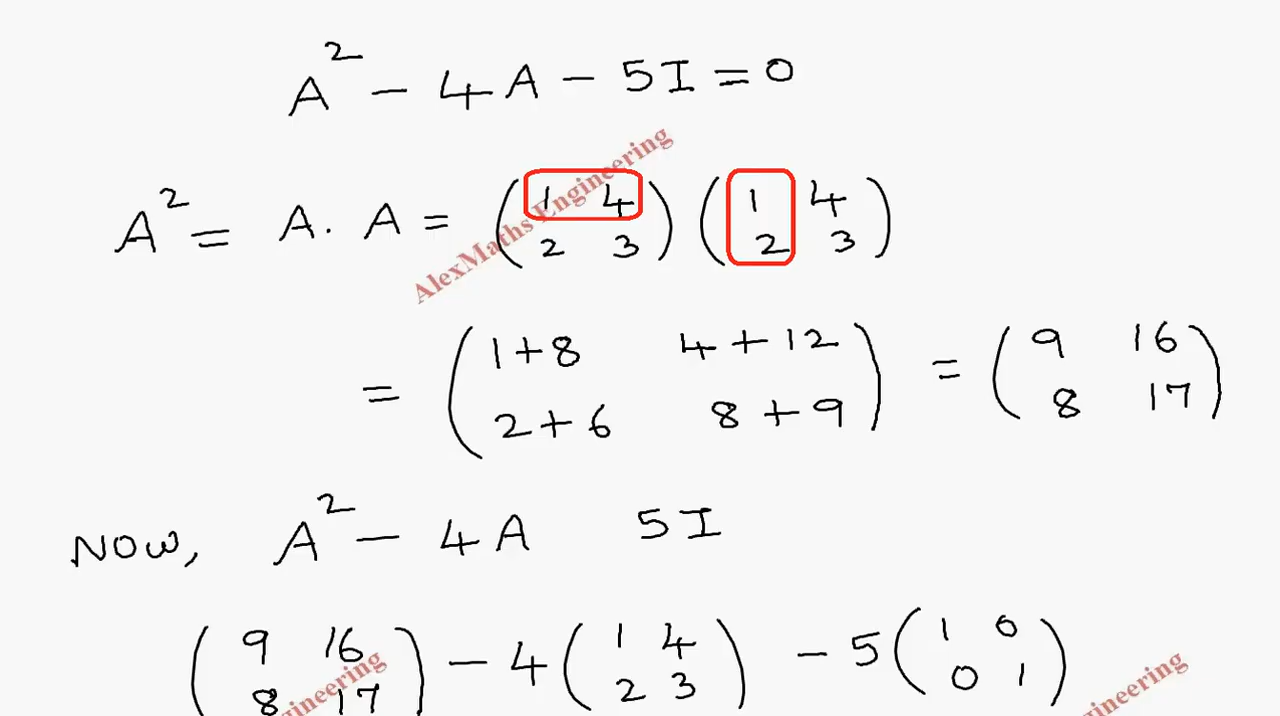 A² - 4A - 5I = 0
A² = A. A = (1 4 2 3) (1 4 2 3)
AlexMaths Engineering
= (1+8 4+12 2+6 8+9) = (9 16 8 17)
NOW, A² - 4A 5I
(9 16 8 17) - 4 (1 4 2 3) - 5 (1 0 0 1)
gineering
neering